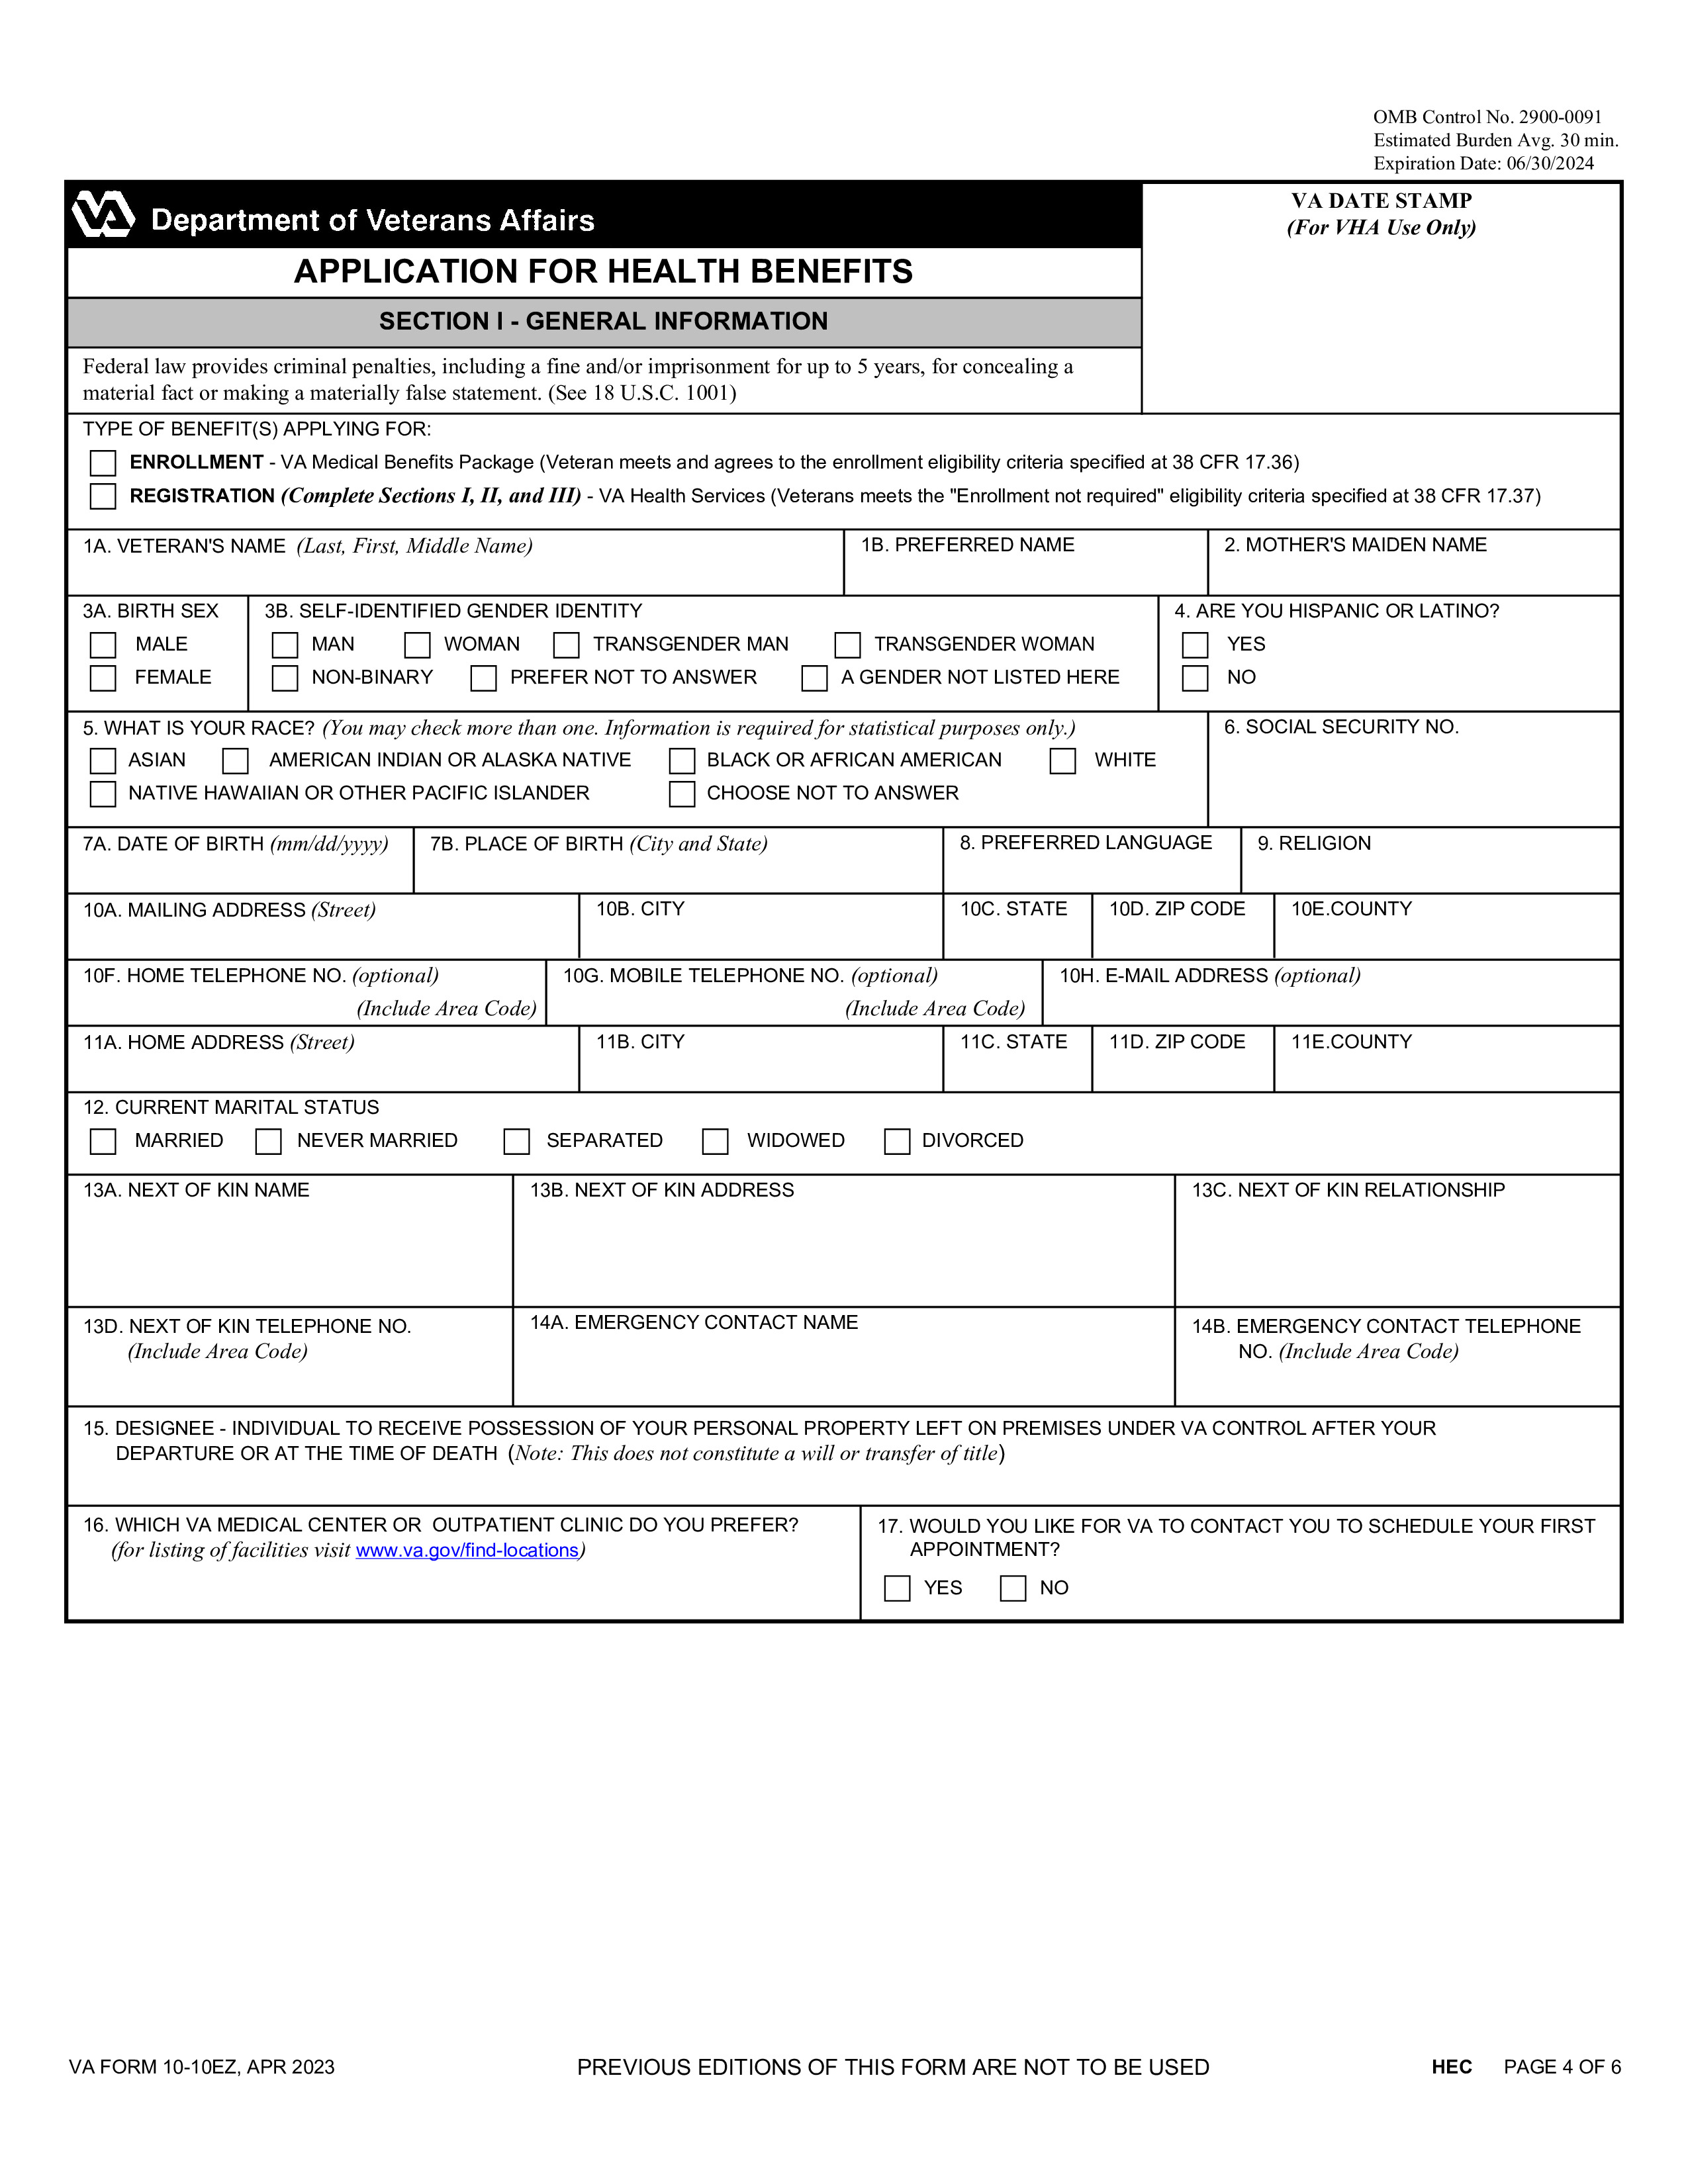 OMB Control No. 2900-0091
Estimated Burden Avg. 30 min.
Expiration Date: 06/30/2024
VA Department of Veterans Affairs
VA DATE STAMP
(For VHA Use Only)
APPLICATION FOR HEALTH BENEFITS
SECTION I - GENERAL INFORMATION
Federal law provides criminal penalties, including a fine and/or imprisonment for up to 5 years, for concealing a
material fact or making a materially false statement. (See 18 U.S.C. 1001)
TYPE OF BENEFIT(S) APPLYING FOR:
ENROLLMENT - VA Medical Benefits Package (Veteran meets and agrees to the enrollment eligibility criteria specified at 38 CFR 17.36)
REGISTRATION (Complete Sections I, II, and III) - VA Health Services (Veterans meets the "Enrollment not required" eligibility criteria specified at 38 CFR 17.37)
1A. VETERAN'S NAME (Last, First, Middle Name)
1B. PREFERRED NAME
2. MOTHER'S MAIDEN NAME
3A. BIRTH SEX
MALE
FEMALE
3B. SELF-IDENTIFIED GENDER IDENTITY
MAN WOMAN TRANSGENDER MAN TRANSGENDER WOMAN
NON-BINARY PREFER NOT TO ANSWER A GENDER NOT LISTED HERE
4. ARE YOU HISPANIC OR LATINO?
YES
NO
5. WHAT IS YOUR RACE? (You may check more than one. Information is required for statistical purposes only.)
ASIAN AMERICAN INDIAN OR ALASKA NATIVE BLACK OR AFRICAN AMERICAN WHITE
NATIVE HAWAIIAN OR OTHER PACIFIC ISLANDER CHOOSE NOT TO ANSWER
6. SOCIAL SECURITY NO.
7A. DATE OF BIRTH (mm/dd/yyyy)
7B. PLACE OF BIRTH (City and State)
8. PREFERRED LANGUAGE
9. RELIGION
10A. MAILING ADDRESS (Street)
10B. CITY
10C. STATE
10D. ZIP CODE
10E.COUNTY
10F. HOME TELEPHONE NO. (optional)
(Include Area Code)
10G. MOBILE TELEPHONE NO. (optional)
(Include Area Code)
10H. E-MAIL ADDRESS (optional)
11A. HOME ADDRESS (Street)
11B. CITY
11C. STATE
11D. ZIP CODE
11E.COUNTY
12. CURRENT MARITAL STATUS
MARRIED NEVER MARRIED SEPARATED WIDOWED DIVORCED
13A. NEXT OF KIN NAME
13B. NEXT OF KIN ADDRESS
13C. NEXT OF KIN RELATIONSHIP
13D. NEXT OF KIN TELEPHONE NO.
(Include Area Code)
14A. EMERGENCY CONTACT NAME
14B. EMERGENCY CONTACT TELEPHONE
NO. (Include Area Code)
15. DESIGNEE - INDIVIDUAL TO RECEIVE POSSESSION OF YOUR PERSONAL PROPERTY LEFT ON PREMISES UNDER VA CONTROL AFTER YOUR
DEPARTURE OR AT THE TIME OF DEATH (Note: This does not constitute a will or transfer of title)
16. WHICH VA MEDICAL CENTER OR OUTPATIENT CLINIC DO YOU PREFER?
(for listing of facilities visit www.va.gov/find-locations)
17. WOULD YOU LIKE FOR VA TO CONTACT YOU TO SCHEDULE YOUR FIRST
APPOINTMENT?
YES NO
VA FORM 10-10EZ, APR 2023
PREVIOUS EDITIONS OF THIS FORM ARE NOT TO BE USED
HEC PAGE 4 OF 6